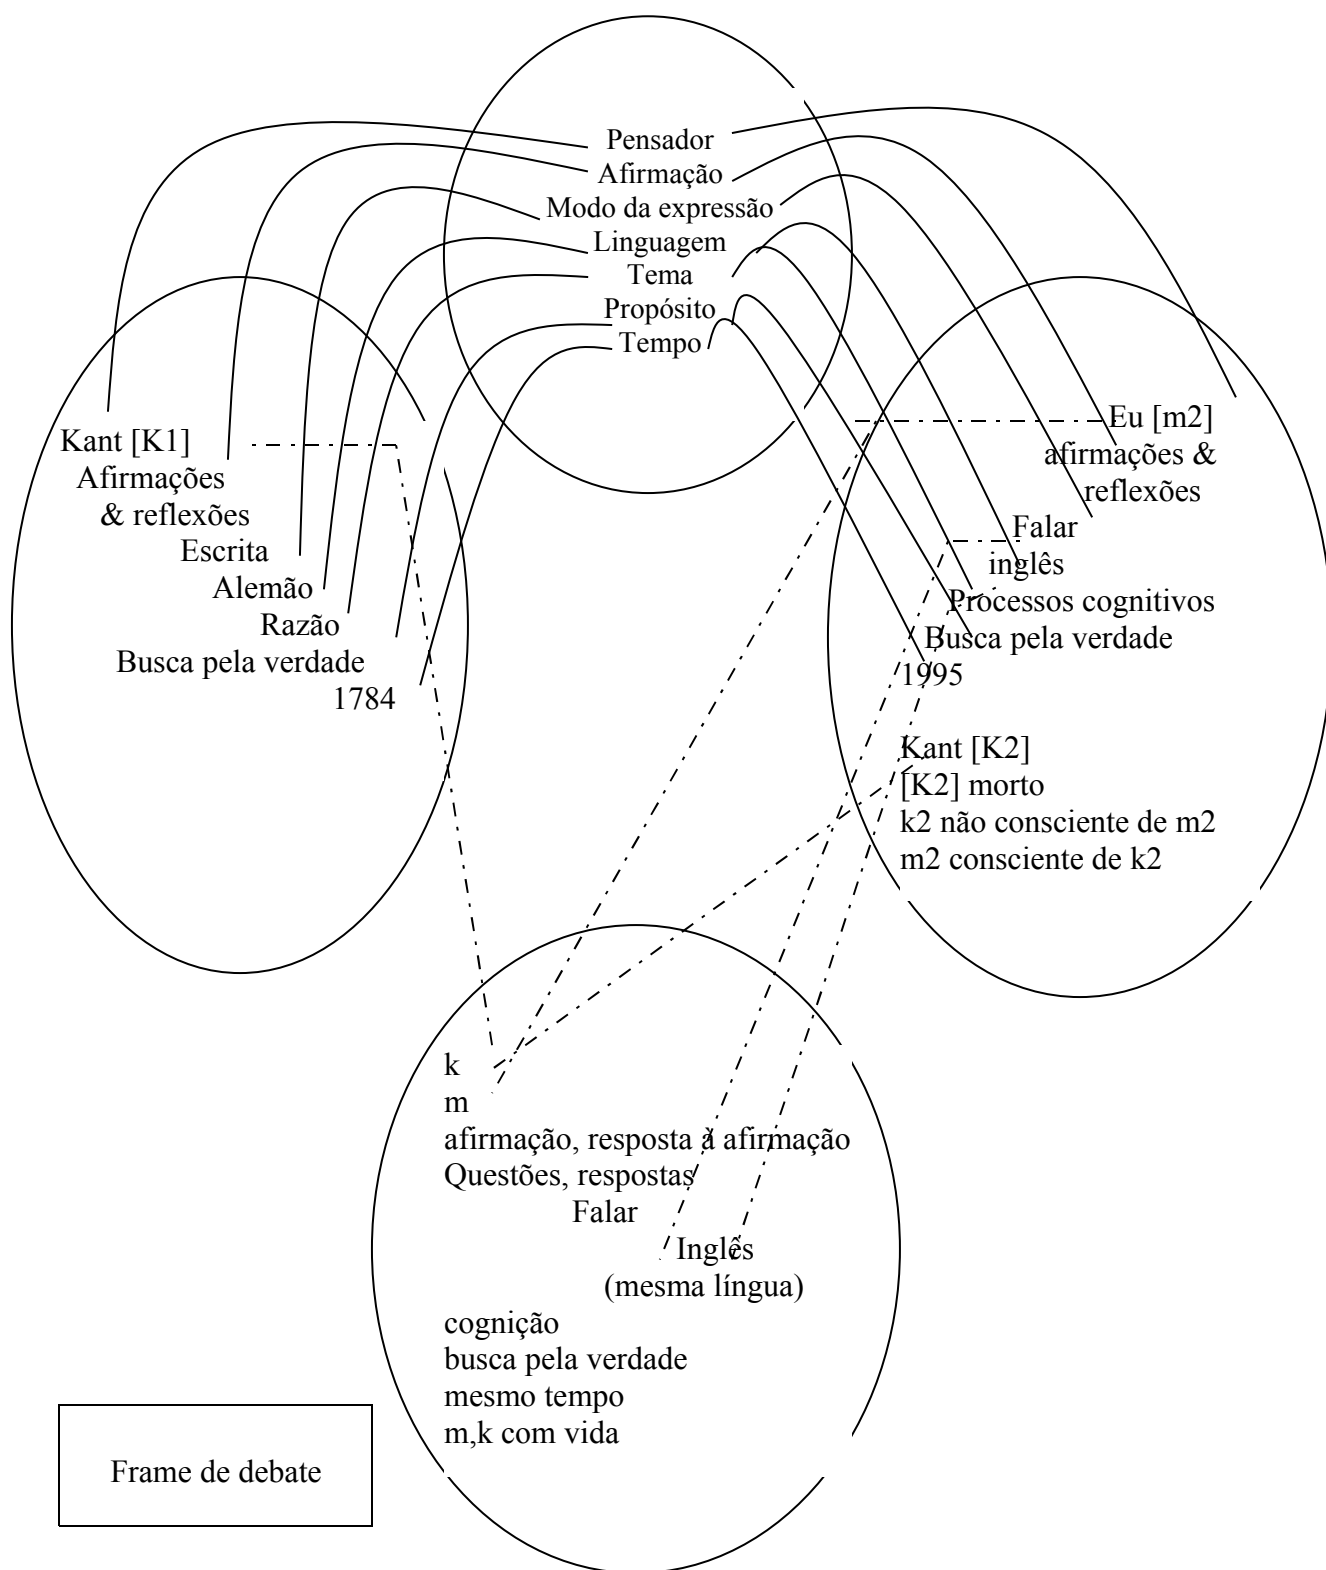 Pensador
Afirmação
Modo da expressão
Linguagem
Tema
Propósito
Tempo
Kant [K1]
Afirmações
& reflexões
Escrita
Alemão
Razão
Busca pela verdade
1784
Eu [m2]
afirmações &
reflexões
Falar
inglês
Processos cognitivos
Busca pela verdade
1995
Kant [K2]
[K2] morto
k2 não consciente de m2
m2 consciente de k2
k
m
afirmação, resposta à afirmação
Questões, respostas
Falar
Inglês
(mesma língua)
cognição
busca pela verdade
mesmo tempo
m,k com vida
Frame de debate